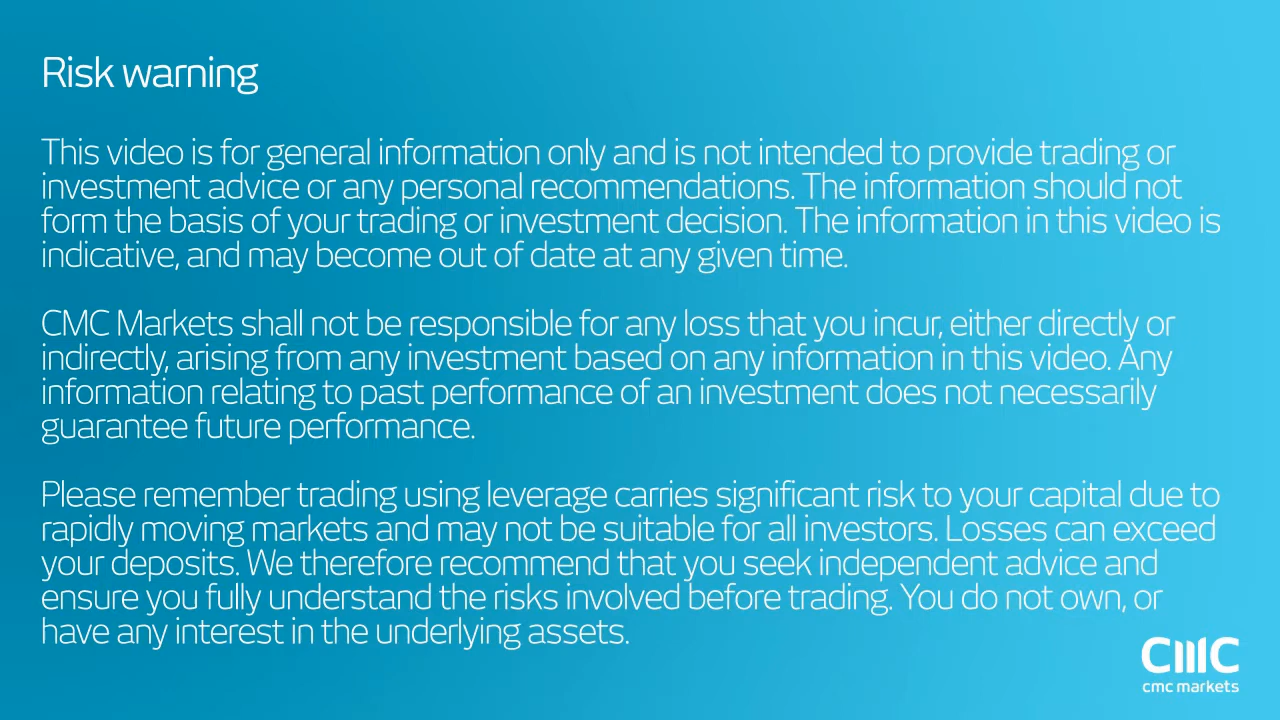 Risk warning
This video is for general information only and is not intended to provide trading or
investment advice or any personal recommendations. The information should not
form the basis of your trading or investment decision. The information in this video is
indicative, and may become out of date at any given time.
CMC Markets shall not be responsible for any loss that you incur, either directly or
indirectly, arising from any investment based on any information in this video. Any
information relating to past performance of an investment does not necessarily
guarantee future performance.
Please remember trading using leverage carries significant risk to your capital due to
rapidly moving markets and may not be suitable for all investors. Losses can exceed
your deposits. We therefore recommend that you seek independent advice and
ensure you fully understand the risks involved before trading. You do not own, or
have any interest in the underlying assets.
CMC
cmc markets